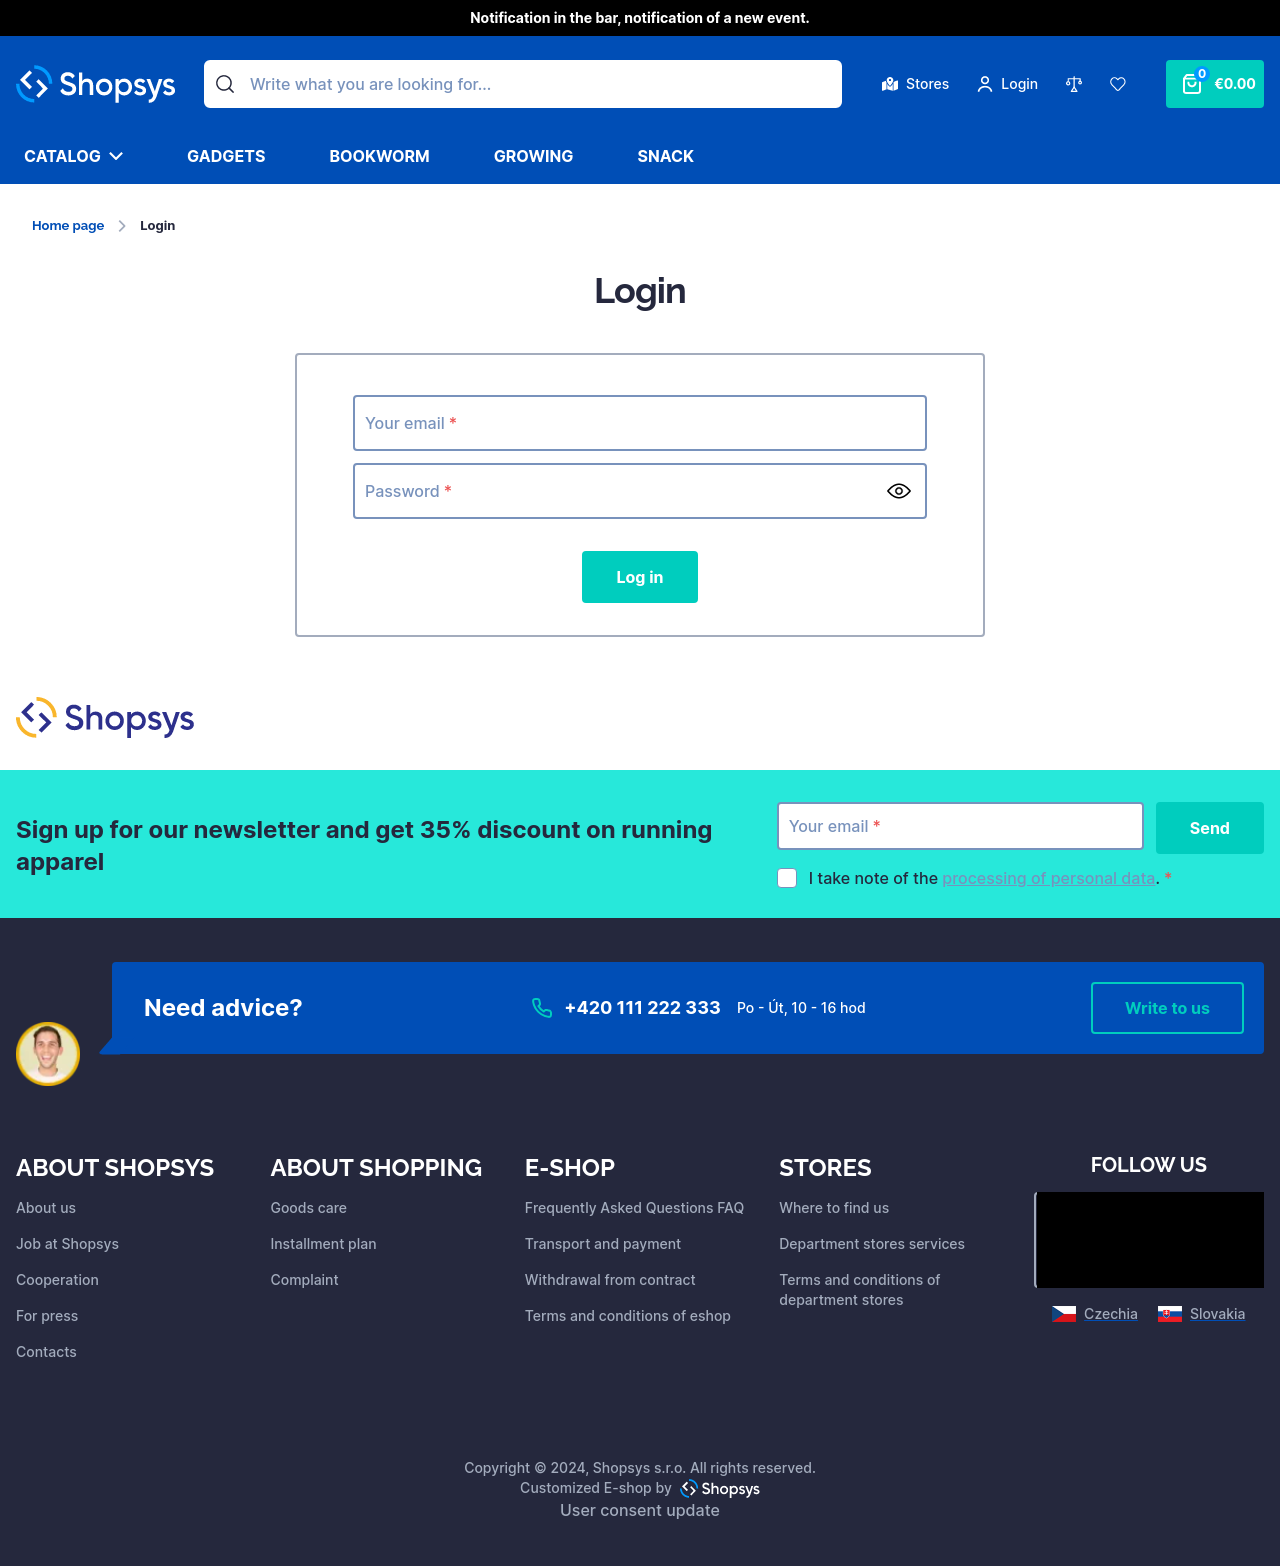 Notification in the bar, notification of a new event.
Shopsys
Write what you are looking for...
Stores
Login
0
€0.00
CATALOG
GADGETS
BOOKWORM
GROWING
SNACK
Home page
Login
Login
Your email *
Password *
Log in
Shopsys
Sign up for our newsletter and get 35% discount on running
apparel
Your email *
Send
I take note of the processing of personal data. *
Need advice?
+420 111 222 333
Po - Út, 10 - 16 hod
Write to us
ABOUT SHOPSYS
About us
Job at Shopsys
Cooperation
For press
Contacts
ABOUT SHOPPING
Goods care
Installment plan
Complaint
E-SHOP
Frequently Asked Questions FAQ
Transport and payment
Withdrawal from contract
Terms and conditions of eshop
STORES
Where to find us
Department stores services
Terms and conditions of
department stores
FOLLOW US
Czechia
Slovakia
Copyright © 2024, Shopsys s.r.o. All rights reserved.
Customized E-shop by Shopsys
User consent update